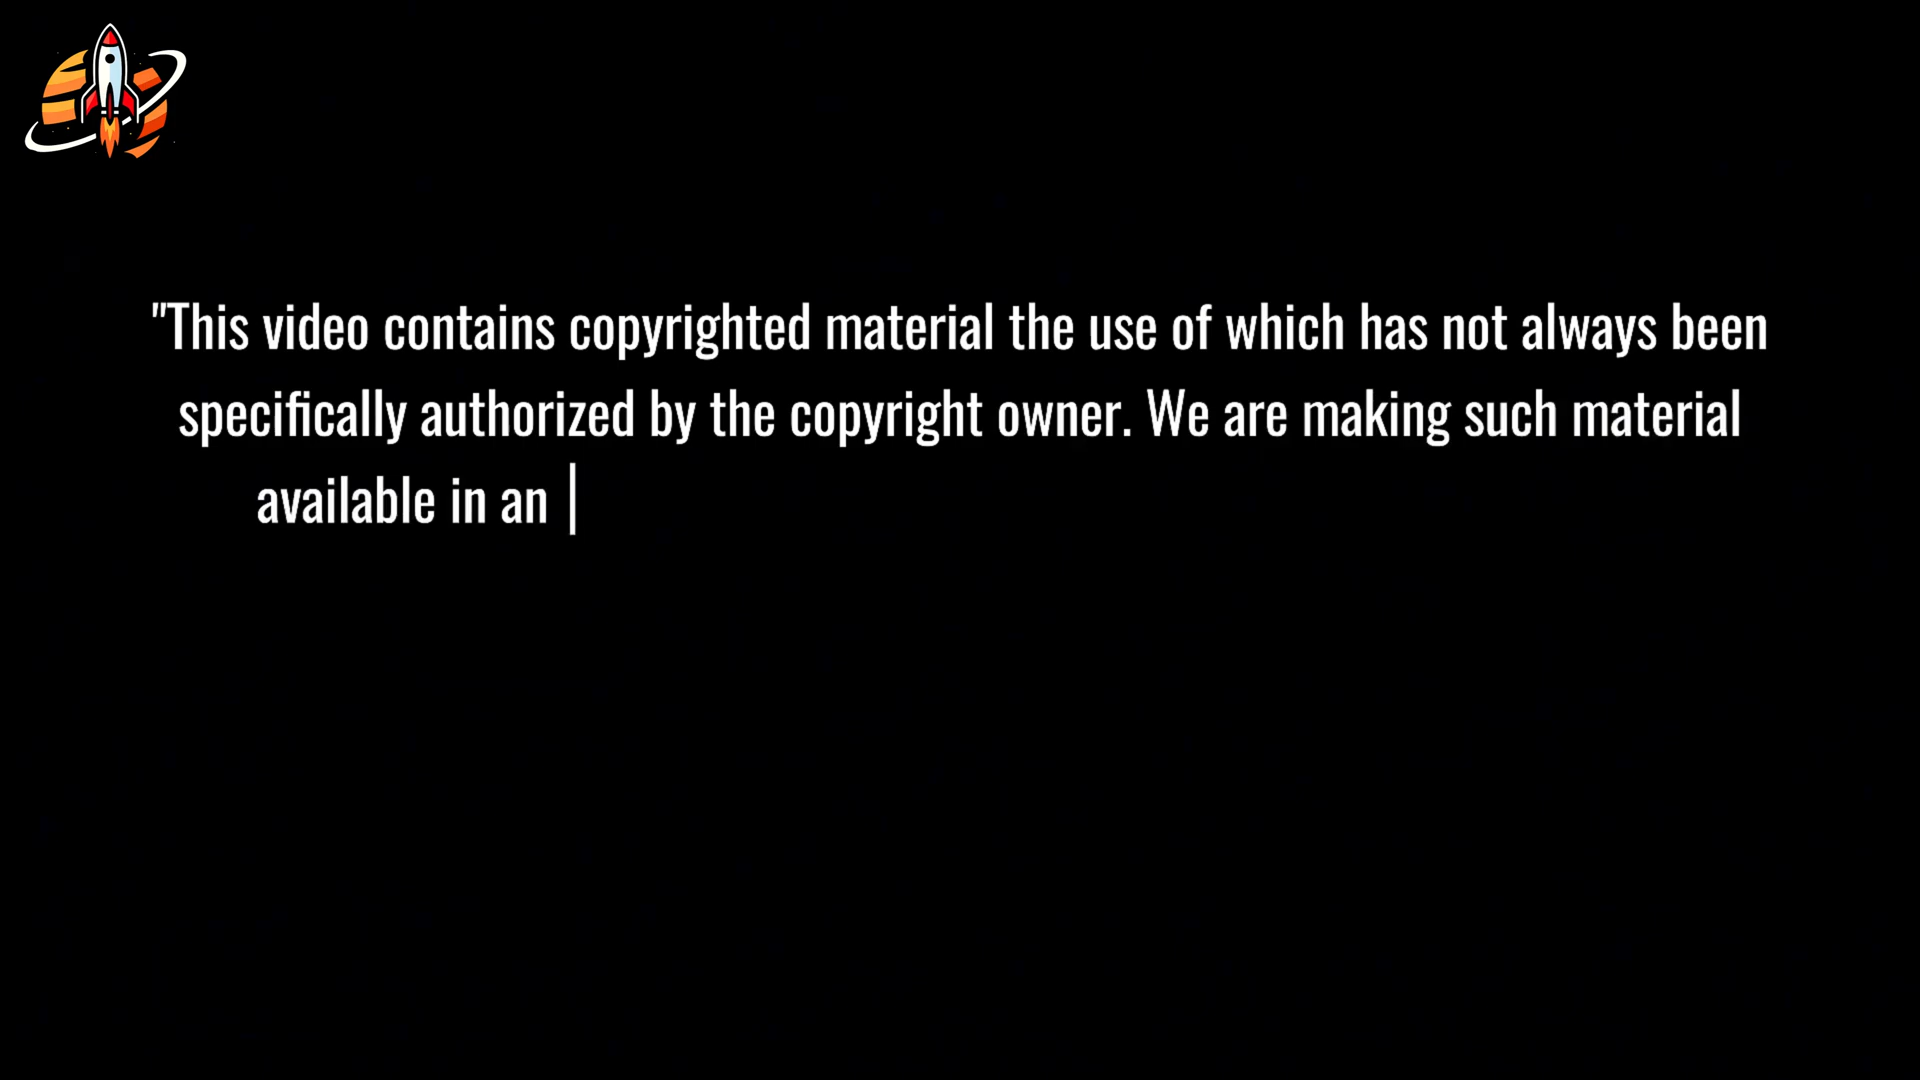 "This video contains copyrighted material the use of which has not always been
specifically authorized by the copyright owner. We are making such material
available in an